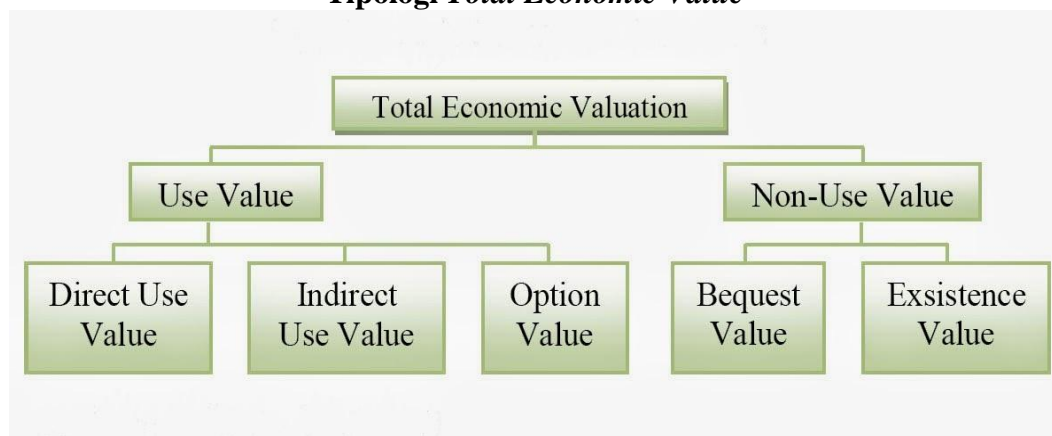 Tipologi Total Economic Value
Total Economic Valuation
Use Value
Non-Use Value
Direct Use
Value
Indirect
Use Value
Option
Value
Bequest
Value
Exsistence
Value